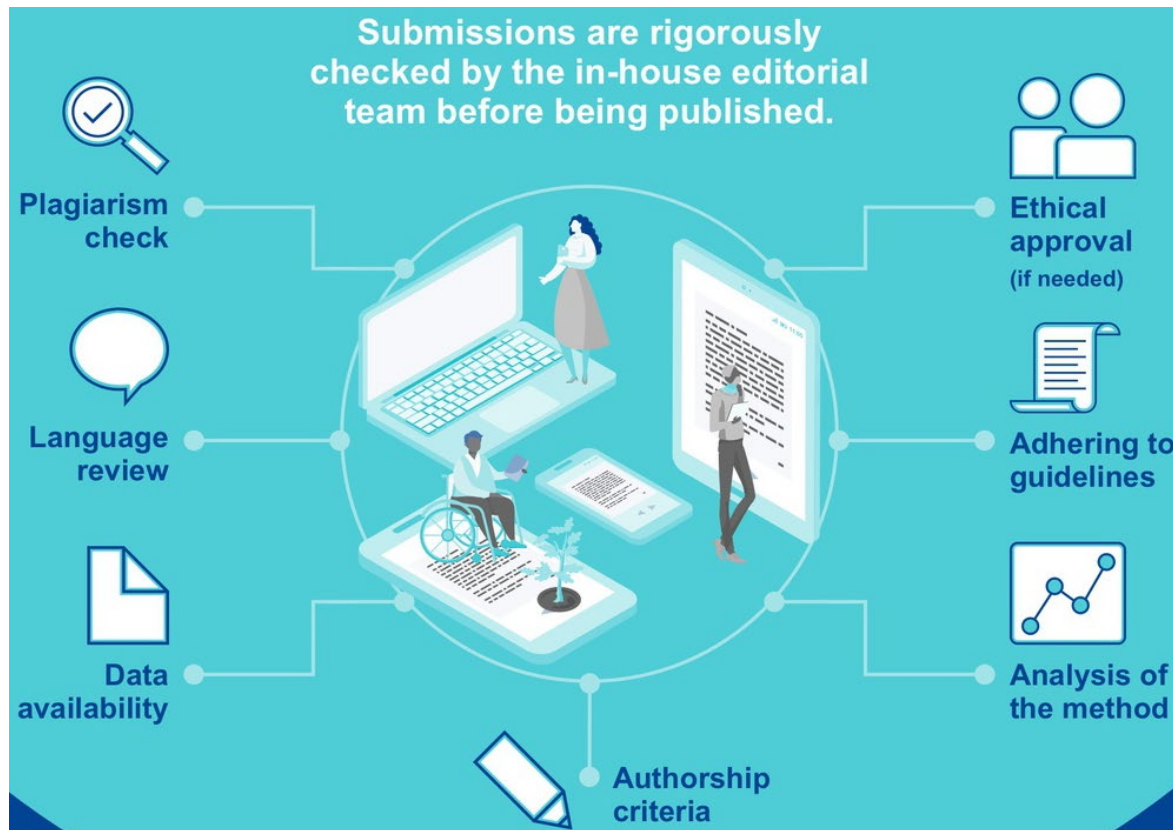 Submissions are rigorously
checked by the in-house editorial
team before being published.
Plagiarism
check
Language
review
Data
availability
Authorship
criteria
Ethical
approval
(if needed)
Adhering to
guidelines
Analysis of
the method